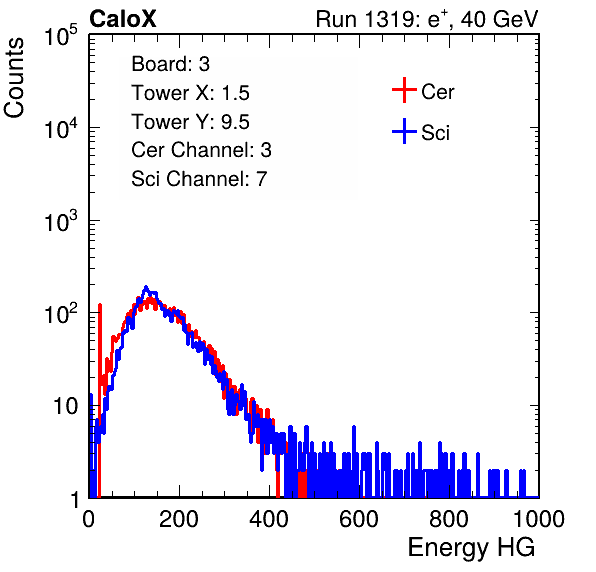 CaloX Run 1319: e⁺, 40 GeV
Counts
10⁵
10⁴
10³
10²
10
1
Board: 3
Tower X: 1.5
Tower Y: 9.5
Cer Channel: 3
Sci Channel: 7
Cer
Sci
0 200 400 600 800 1000
Energy HG